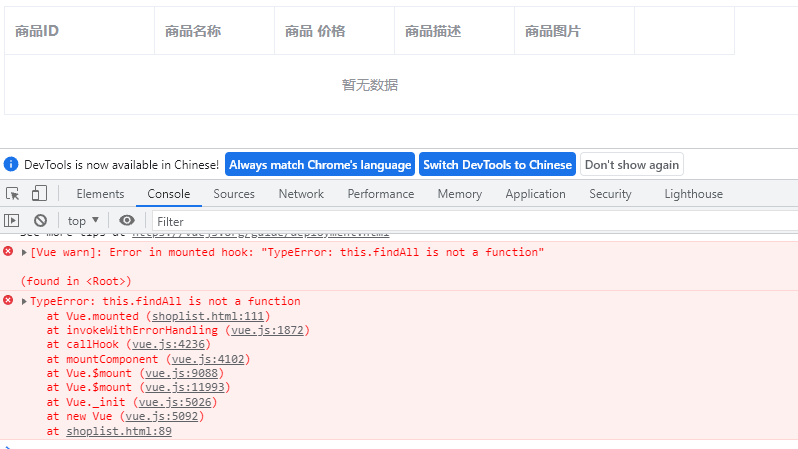 商品ID 商品名称 商品 价格 商品描述 商品图片
暂无数据
DevTools is now available in Chinese! Always match Chrome's language Switch DevTools to Chinese Don't show again
Elements Console Sources Network Performance Memory Application Security Lighthouse
top Filter
See more tips at https://vuejs.org/guide/deployment.html
[Vue warn]: Error in mounted hook: "TypeError: this.findAll is not a function"
(found in <Root>)
TypeError: this.findAll is not a function
at Vue.mounted (shoplist.html:111)
at invokeWithErrorHandling (vue.js:1872)
at callHook (vue.js:4236)
at mountComponent (vue.js:4102)
at Vue.$mount (vue.js:9088)
at Vue.$mount (vue.js:11993)
at Vue._init (vue.js:5026)
at new Vue (vue.js:5092)
at shoplist.html:89